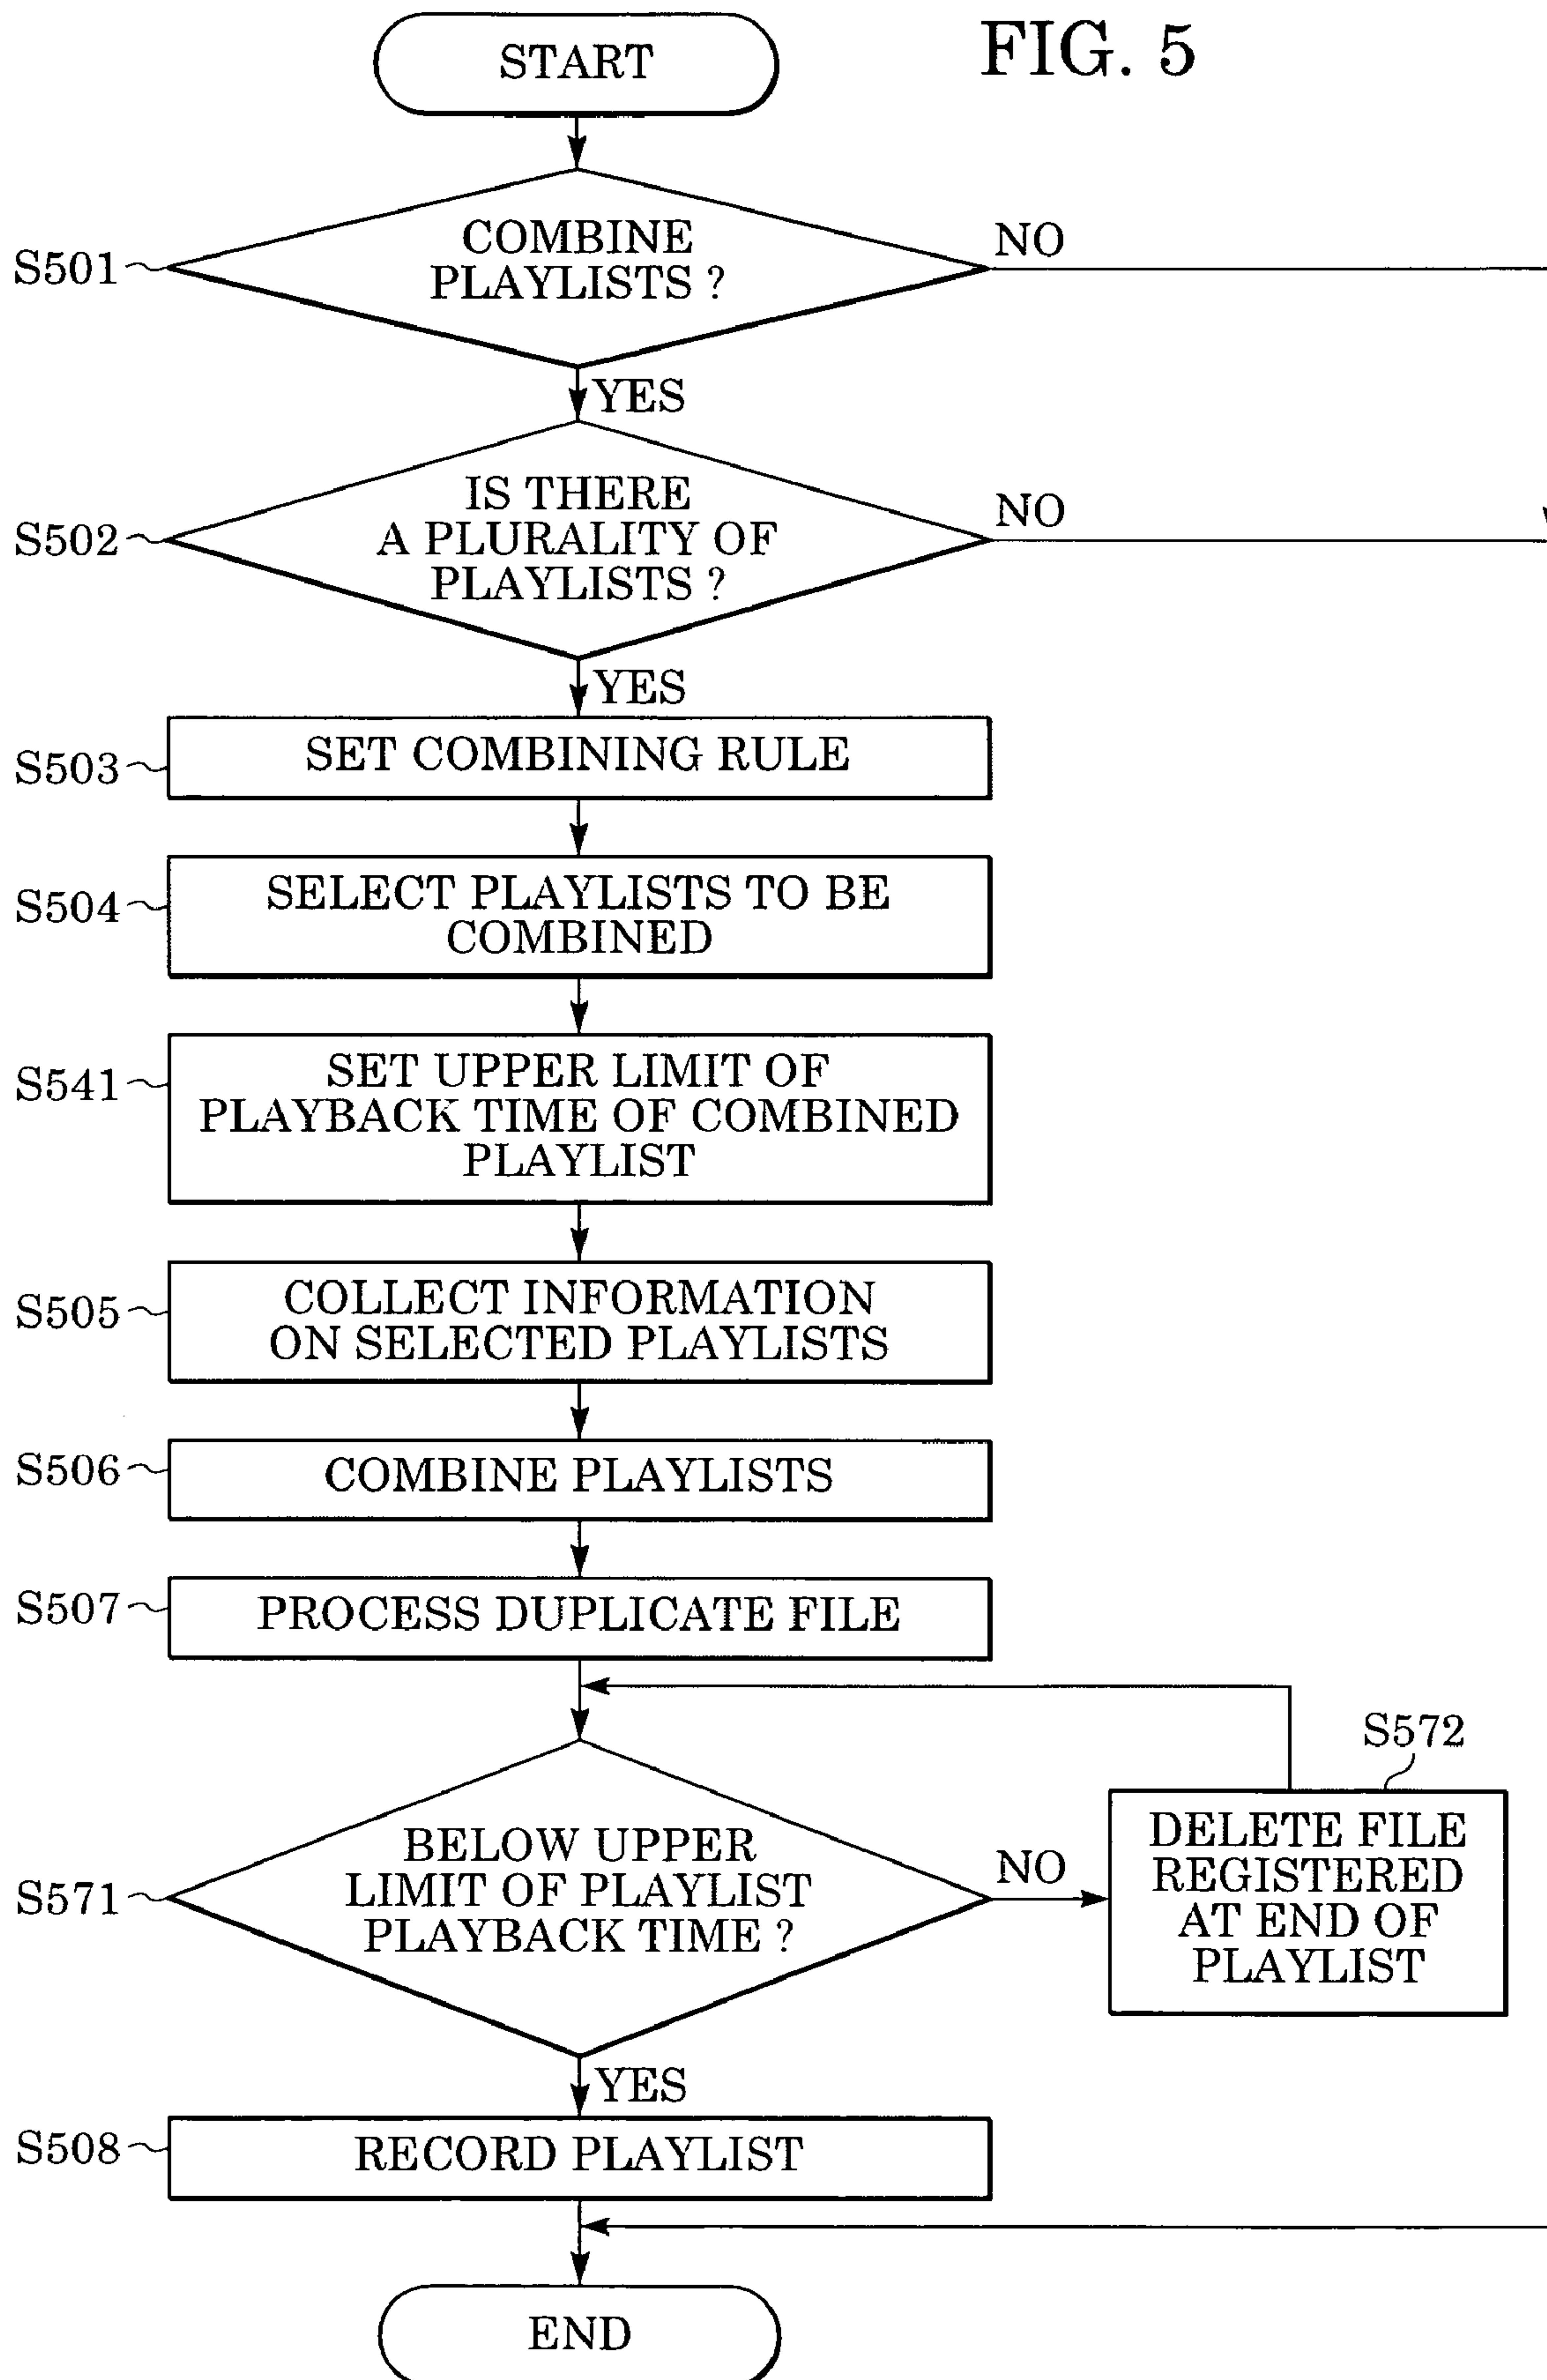 START
FIG. 5
S501
COMBINE
PLAYLISTS ?
NO
YES
S502
IS THERE
A PLURALITY OF
PLAYLISTS ?
NO
YES
S503
SET COMBINING RULE
S504
SELECT PLAYLISTS TO BE
COMBINED
S541
SET UPPER LIMIT OF
PLAYBACK TIME OF COMBINED
PLAYLIST
S505
COLLECT INFORMATION
ON SELECTED PLAYLISTS
S506
COMBINE PLAYLISTS
S507
PROCESS DUPLICATE FILE
S571
BELOW UPPER
LIMIT OF PLAYLIST
PLAYBACK TIME ?
NO
S572
DELETE FILE
REGISTERED
AT END OF
PLAYLIST
YES
S508
RECORD PLAYLIST
END